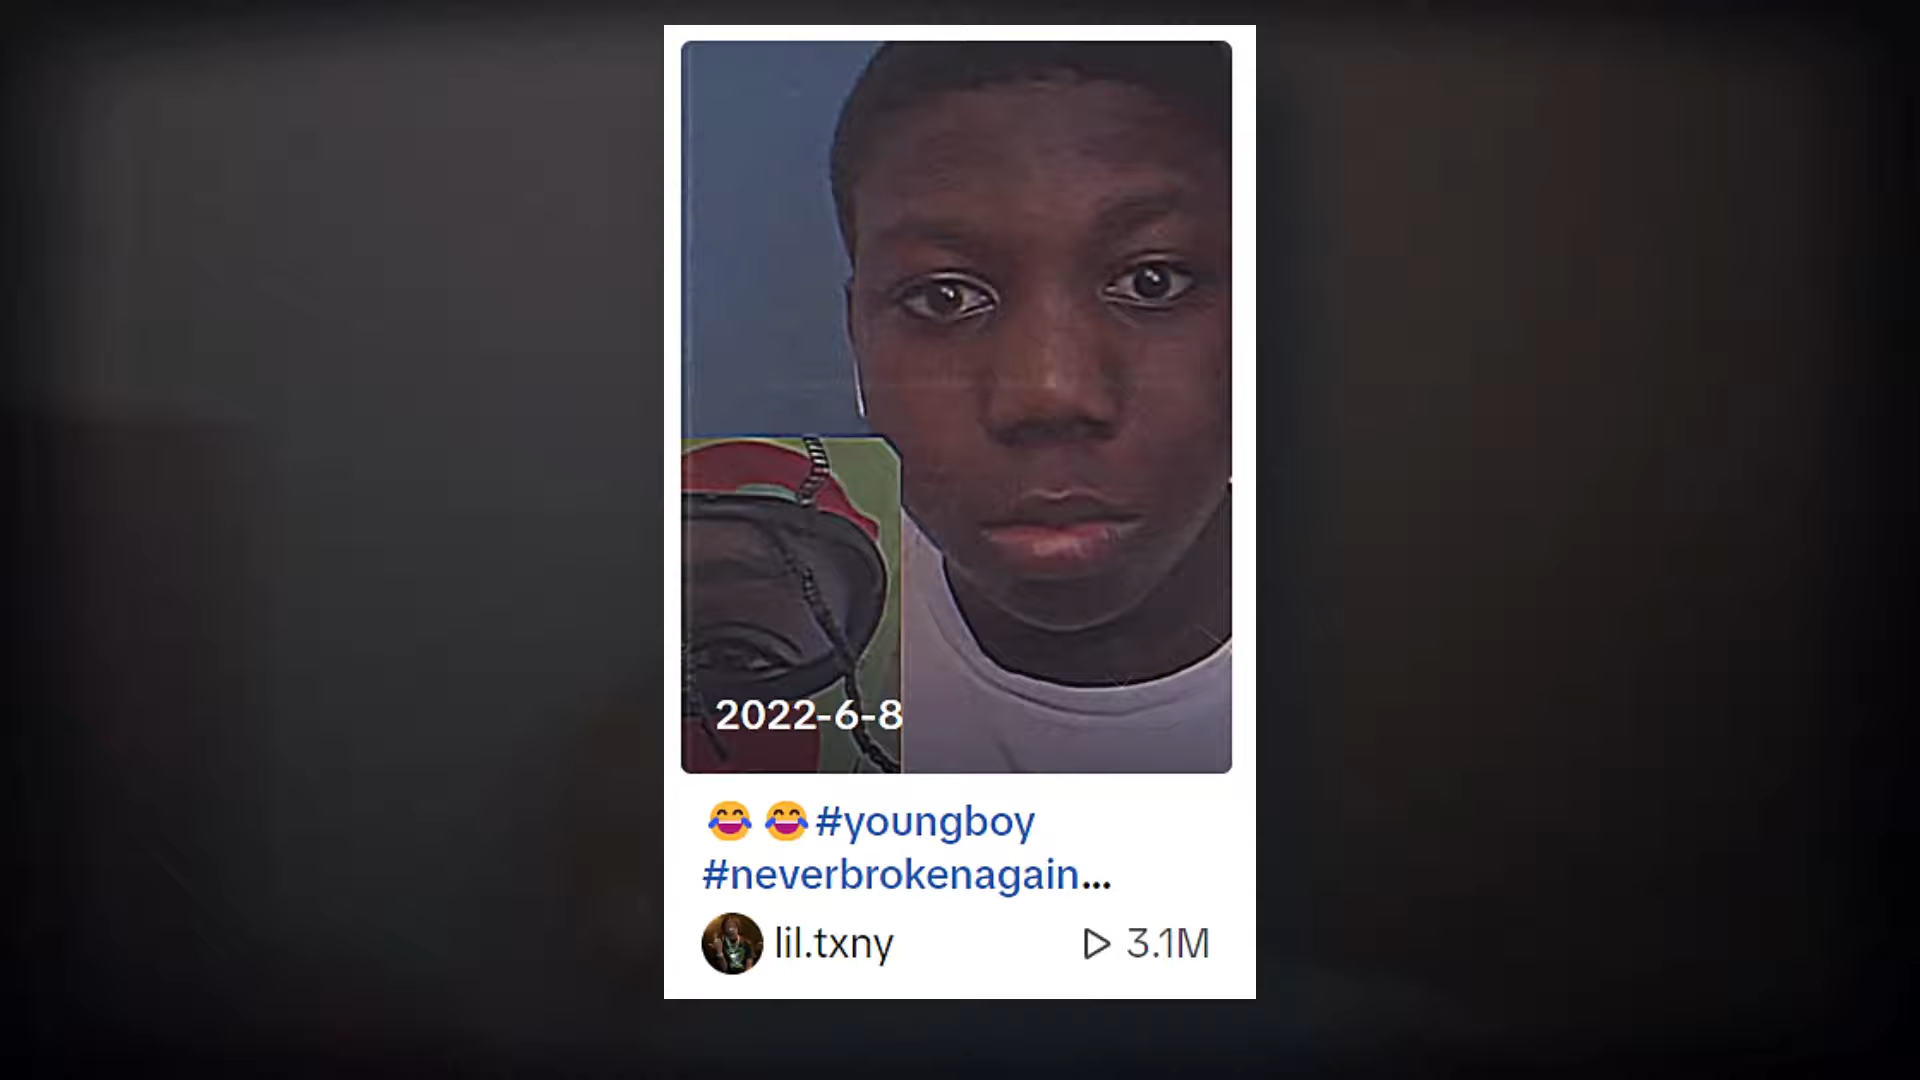 2022-6-8
😂 😂 #youngboy
#neverbrokenagain...
lil.txny
3.1M